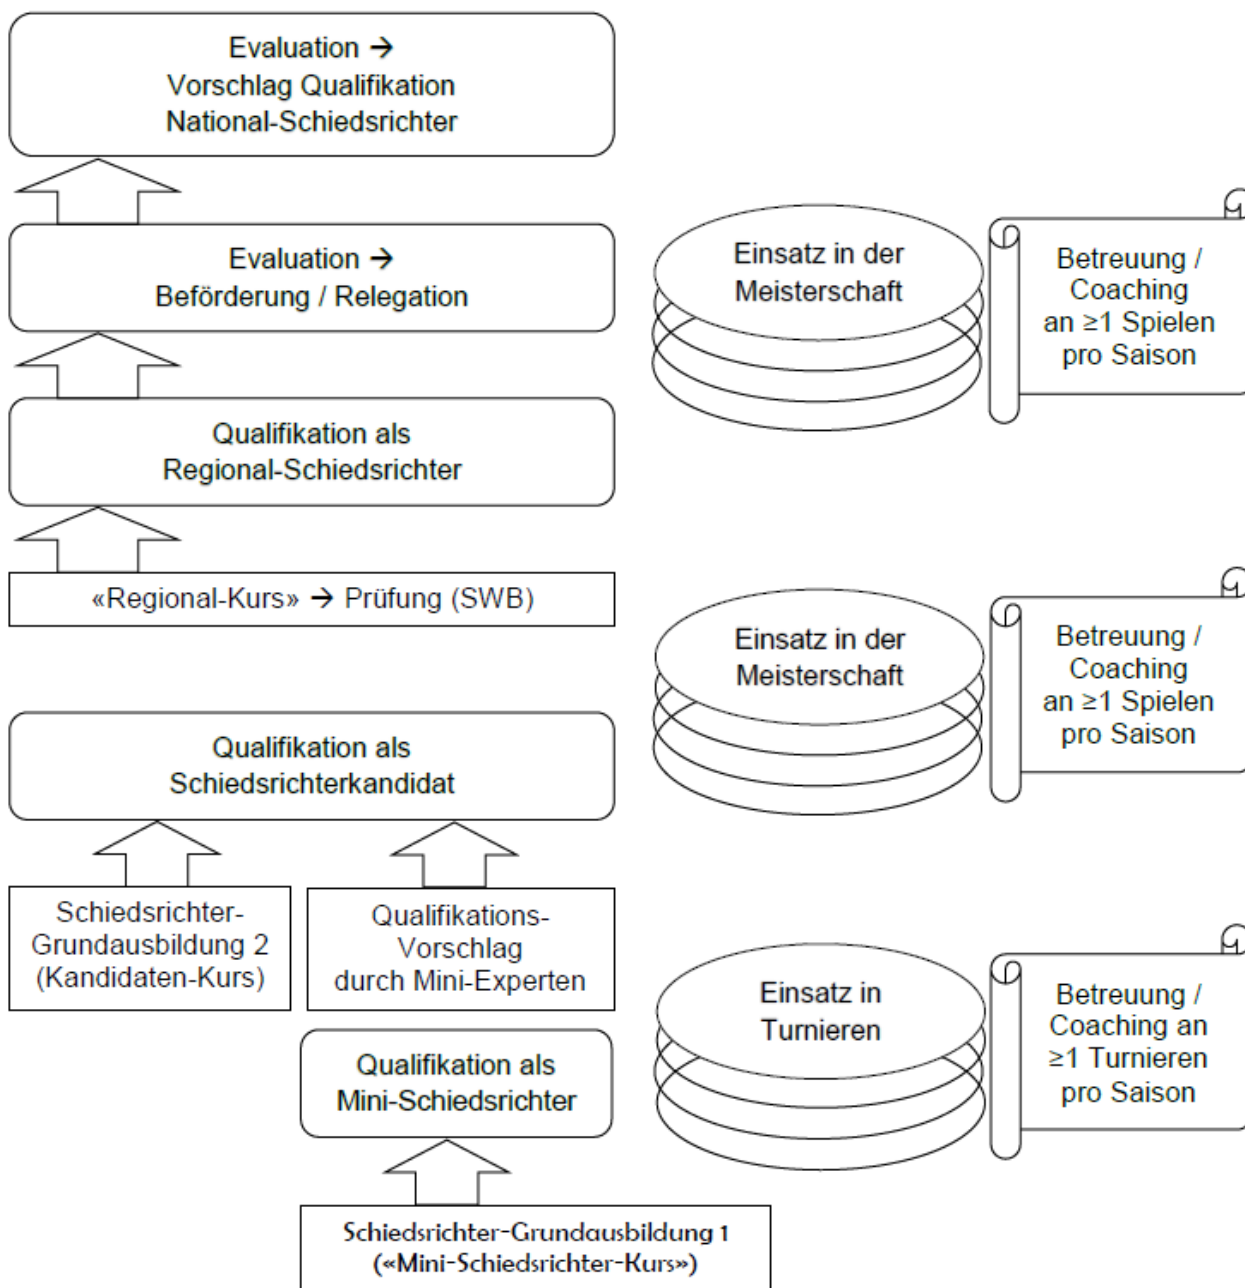 Evaluation →
Vorschlag Qualifikation
National-Schiedsrichter
Evaluation →
Beförderung / Relegation
Einsatz in der
Meisterschaft
Betreuung /
Coaching
an ≥1 Spielen
pro Saison
Qualifikation als
Regional-Schiedsrichter
«Regional-Kurs» → Prüfung (SWB)
Einsatz in der
Meisterschaft
Betreuung /
Coaching
an ≥1 Spielen
pro Saison
Qualifikation als
Schiedsrichterkandidat
Schiedsrichter-
Grundausbildung 2
(Kandidaten-Kurs)
Qualifikations-
Vorschlag
durch Mini-Experten
Einsatz in
Turnieren
Betreuung /
Coaching an
≥1 Turnieren
pro Saison
Qualifikation als
Mini-Schiedsrichter
Schiedsrichter-Grundausbildung 1
(«Mini-Schiedsrichter-Kurs»)